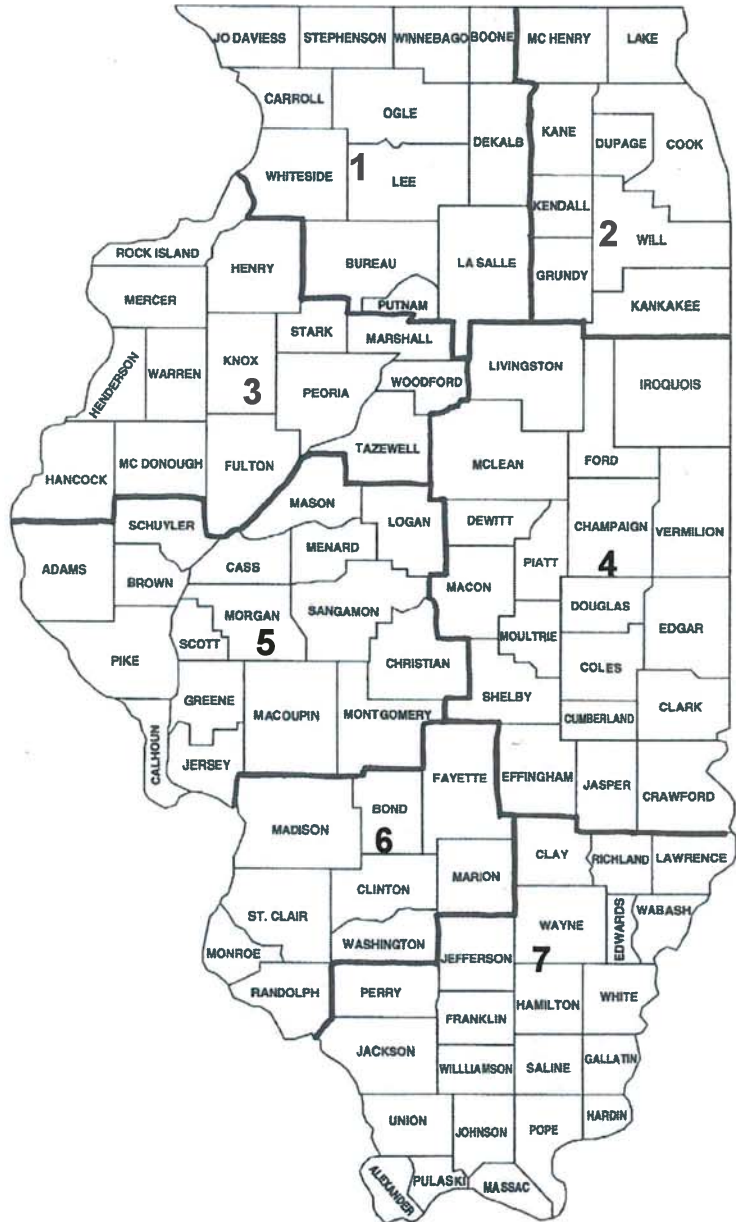 JO DAVIESS STEPHENSON WINNEBAGO BOONE MC HENRY LAKE
CARROLL OGLE DEKALB KANE DUPAGE COOK
WHITESIDE 1 LEE KENDALL 2 WILL
ROCK ISLAND HENRY BUREAU LA SALLE GRUNDY
MERCER PUTNAM KANKAKEE
STARK MARSHALL LIVINGSTON
HENDERSON WARREN KNOX 3 PEORIA WOODFORD IROQUOIS
HANCOCK MC DONOUGH FULTON TAZEWELL MCLEAN FORD
SCHUYLER MASON LOGAN DEWITT CHAMPAIGN VERMILION
ADAMS BROWN CASS MENARD MACON PIATT 4
MORGAN SANGAMON DOUGLAS
PIKE SCOTT 5 CHRISTIAN MOULTRIE COLES EDGAR
GREENE MACOUPIN MONTGOMERY SHELBY CUMBERLAND CLARK
CALHOUN JERSEY FAYETTE EFFINGHAM JASPER CRAWFORD
MADISON BOND 6
MARION CLAY RICHLAND LAWRENCE
ST. CLAIR CLINTON WAYNE EDWARDS WABASH
MONROE WASHINGTON JEFFERSON 7
RANDOLPH PERRY FRANKLIN HAMILTON WHITE
JACKSON WILLLIAMSON SALINE GALLATIN
UNION JOHNSON POPE HARDIN
ALEXANDER PULASKI MASSAC